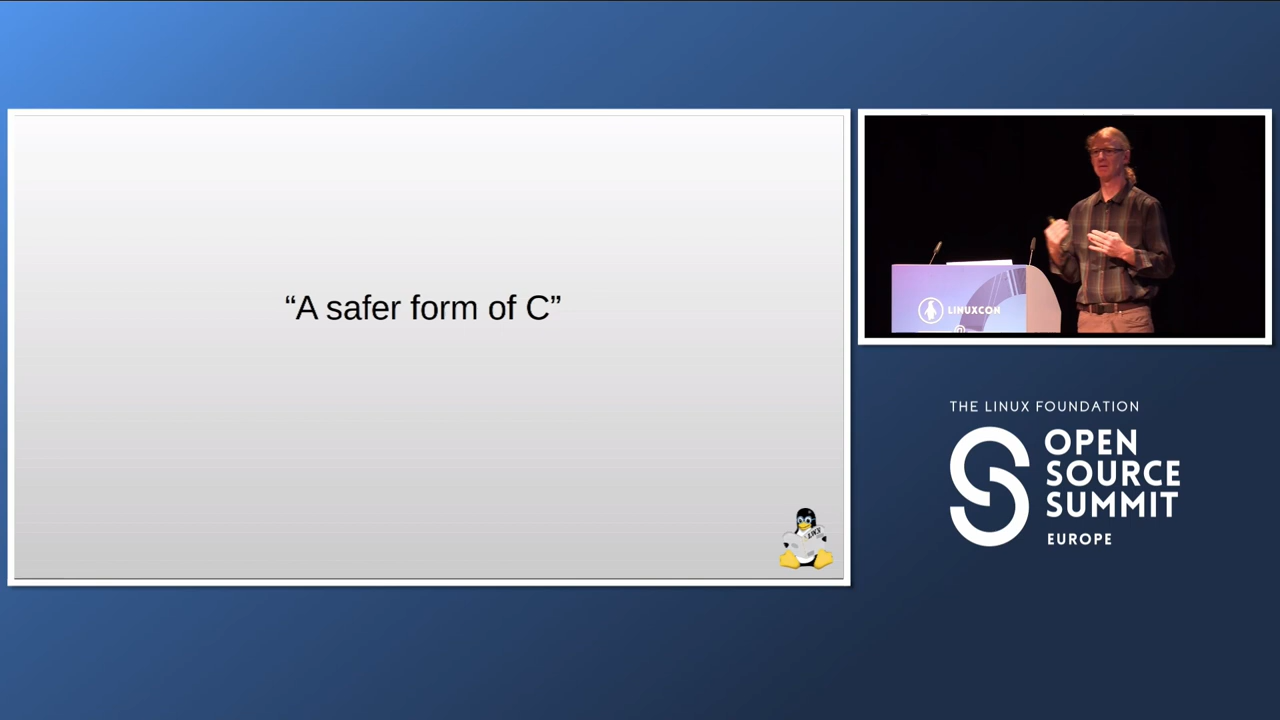 “A safer form of C”
LINUXCON
THE LINUX FOUNDATION
OPEN
SOURCE
SUMMIT
EUROPE